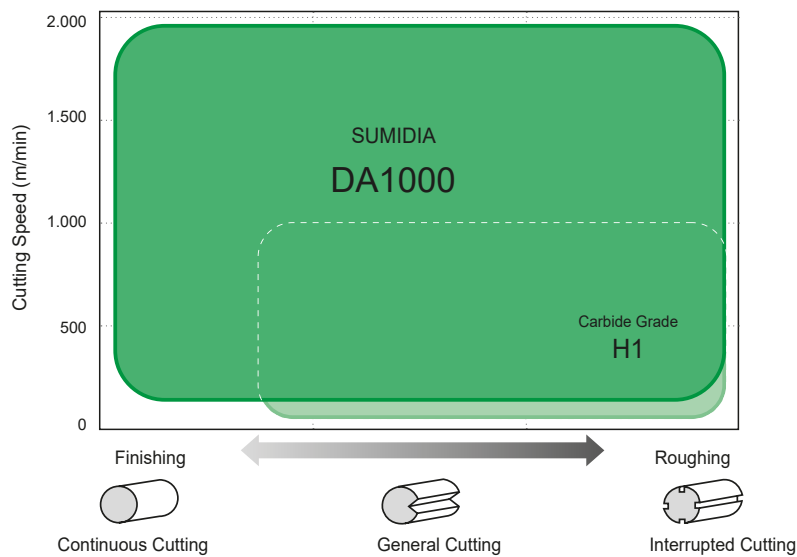 2.000
1.500
1.000
500
0
Cutting Speed (m/min)
SUMIDIA
DA1000
Carbide Grade
H1
Finishing
Roughing
Continuous Cutting
General Cutting
Interrupted Cutting